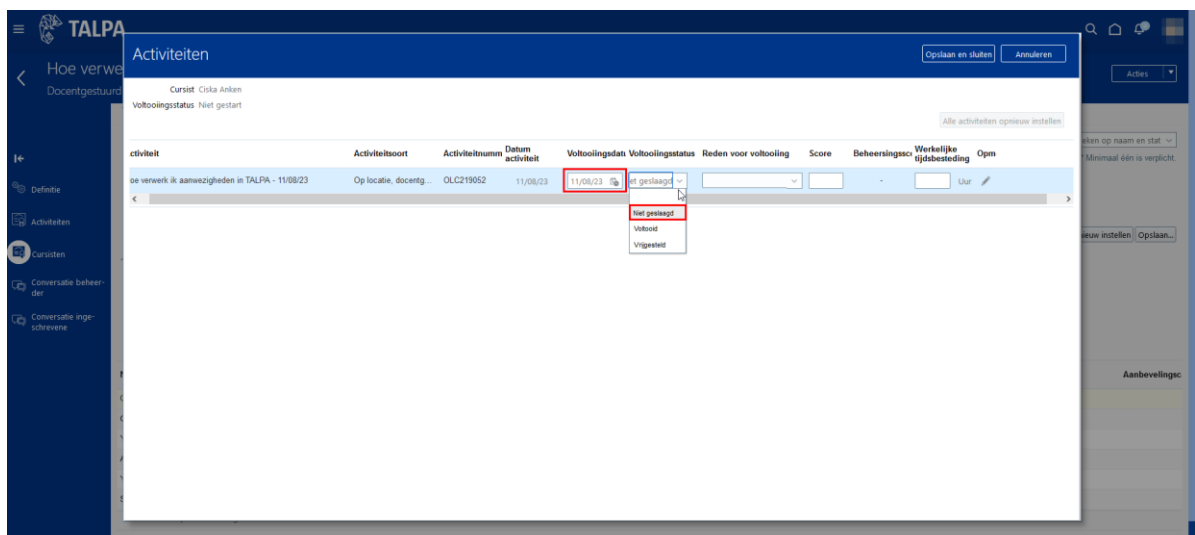 TALPA
Hoe verwe
Docentgestuurd
Acties
Activiteiten
Opslaan en sluiten
Annuleren
Cursist Ciska Anken
Voltooiingsstatus Niet gestart
Alle activiteiten opnieuw instellen
eken op naam en stat
* Minimaal één is verplicht.
Definitie
Activiteiten
Cursisten
Conversatie beheer-
der
Conversatie inge-
schrevene
ctiviteit Activiteitsoort Activiteitnumm Datum activiteit Voltooiingsdatu Voltooiingsstatus Reden voor voltooiing Score Beheersingssco Werkelijke tijdsbesteding Opm
oe verwerk ik aanwezigheden in TALPA - 11/08/23 Op locatie, docentg... OLC219052 11/08/23 11/08/23 et geslaagd - Uur
Niet geslaagd
Voltooid
Vrijgesteld
ieuw instellen Opslaan...
Aanbevelingsc